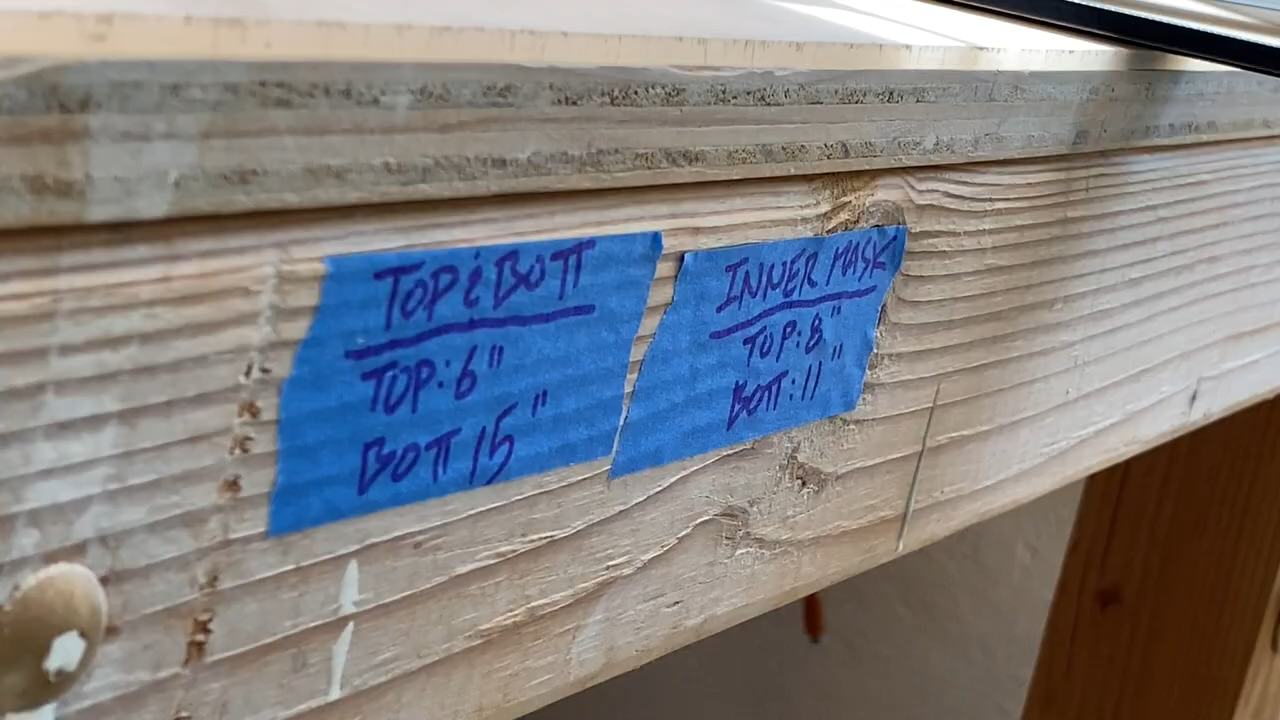 TOP & BOTT
TOP: 6"
BOTT 15"
INNER MASK
TOP: 8"
BOTT: 11"